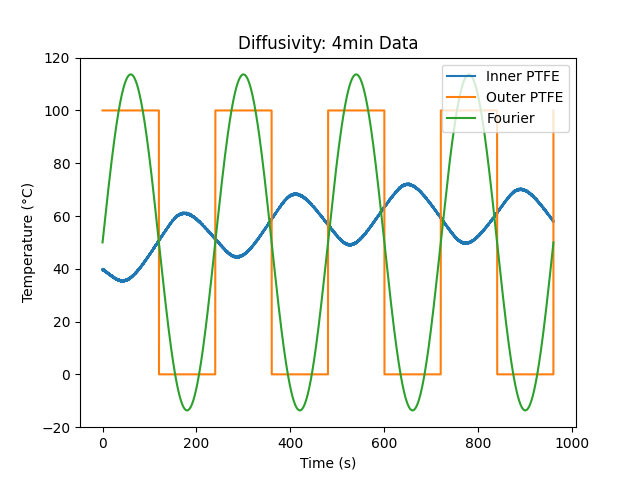 Diffusivity: 4min Data
Inner PTFE
Outer PTFE
Fourier
Temperature (°C)
120
100
80
60
40
20
0
−20
0
200
400
600
800
1000
Time (s)